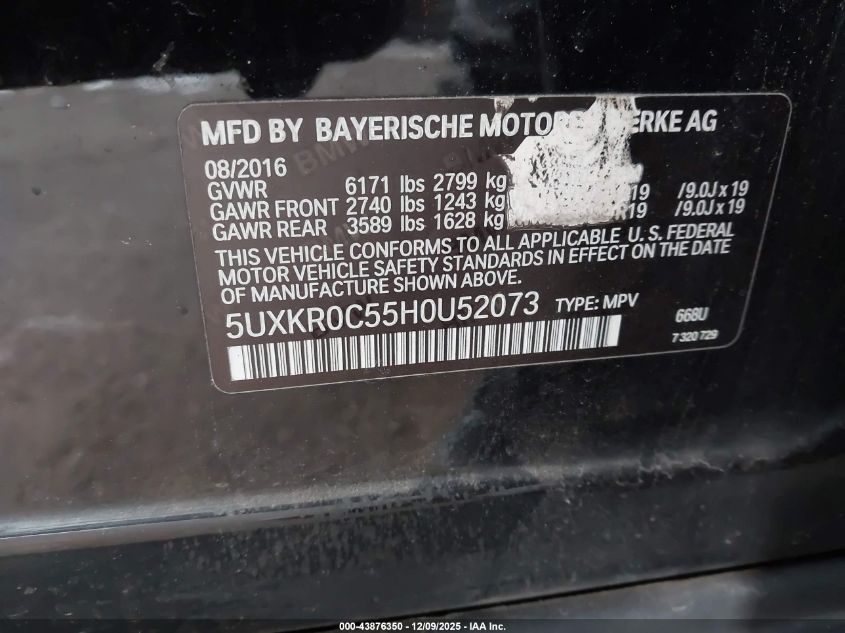 MFD BY BAYERISCHE MOTORE ERKE AG
08/2016
GVWR 6171 lbs 2799 kg
GAWR FRONT 2740 lbs 1243 kg 19 /9.0J x 19
GAWR REAR 3589 lbs 1628 kg R19 /9.0J x 19
THIS VEHICLE CONFORMS TO ALL APPLICABLE U. S. FEDERAL
MOTOR VEHICLE SAFETY STANDARDS IN EFFECT ON THE DATE
OF MANUFACTURE SHOWN ABOVE.
5UXKR0C55H0U52073 TYPE: MPV 668U
7 320 729
000-43876350 - 12/09/2025 - IAA Inc.